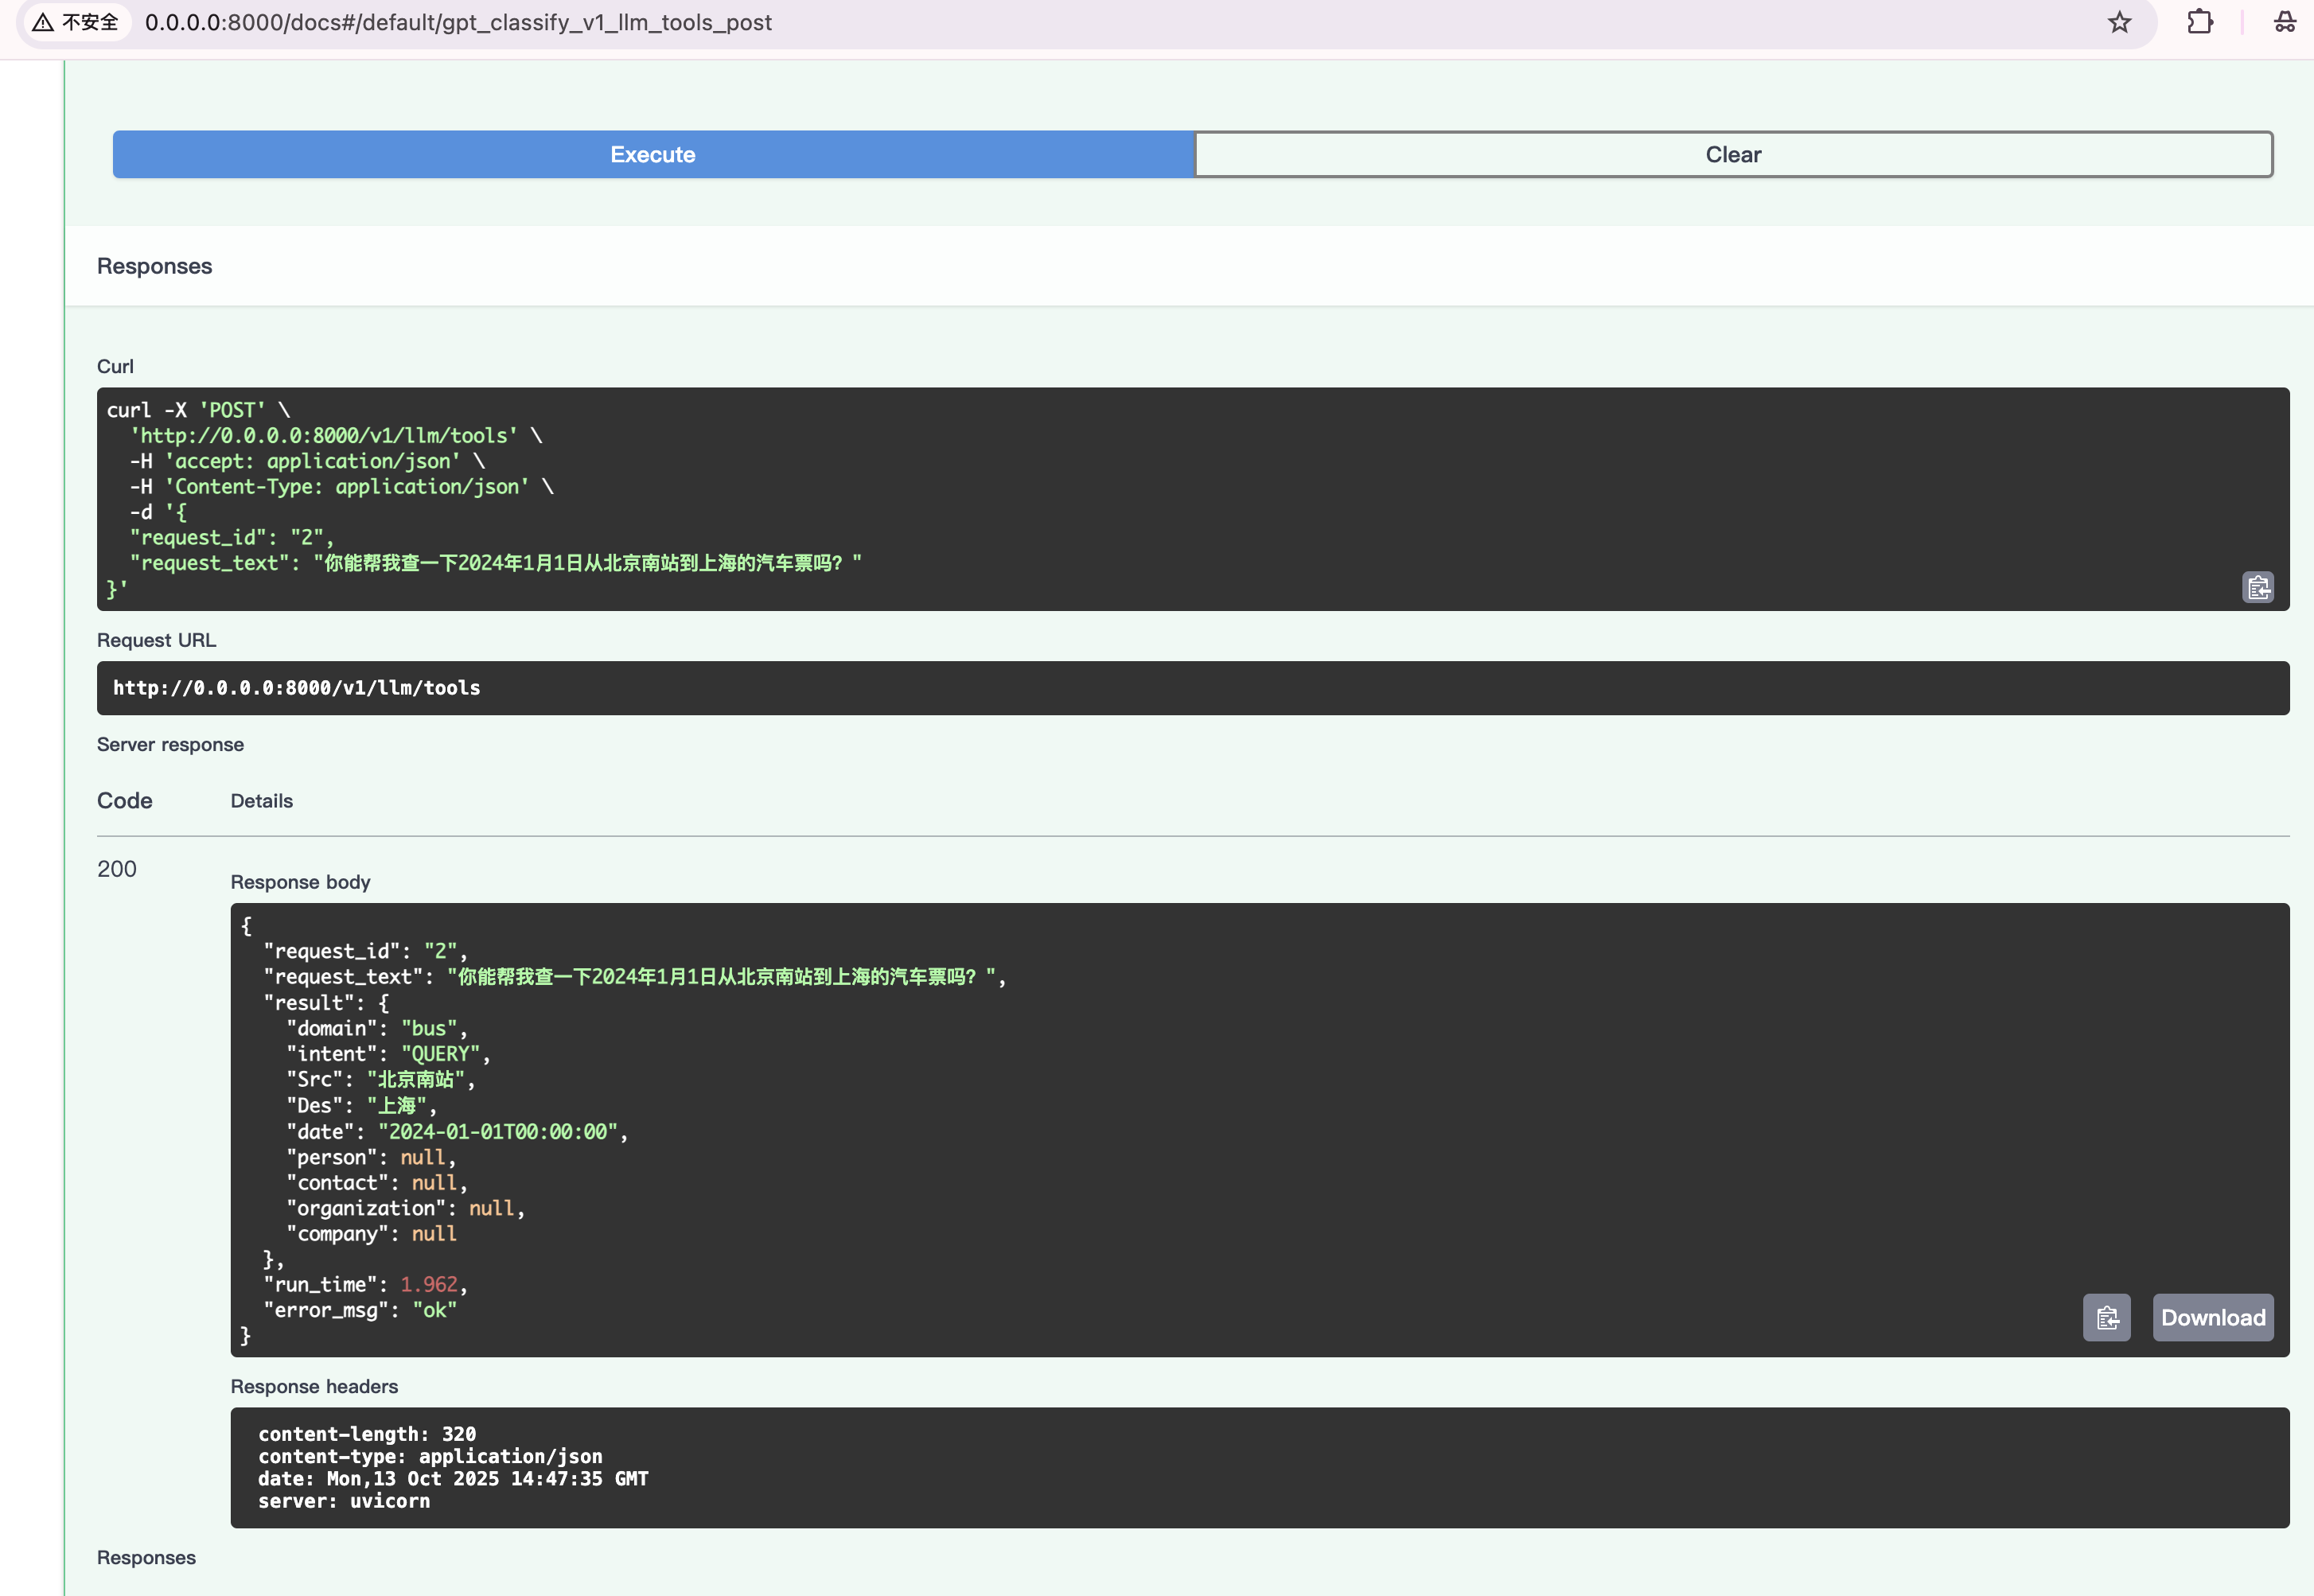 不安全 0.0.0.0:8000/docs#/default/gpt_classify_v1_llm_tools_post
Execute
Clear
Responses
Curl
curl -X 'POST' \
  'http://0.0.0.0:8000/v1/llm/tools' \
  -H 'accept: application/json' \
  -H 'Content-Type: application/json' \
  -d '{
  "request_id": "2",
  "request_text": "你能帮我查一下2024年1月1日从北京南站到上海的汽车票吗？"
}'
Request URL
http://0.0.0.0:8000/v1/llm/tools
Server response
Code Details
200
Response body
{
  "request_id": "2",
  "request_text": "你能帮我查一下2024年1月1日从北京南站到上海的汽车票吗？",
  "result": {
    "domain": "bus",
    "intent": "QUERY",
    "Src": "北京南站",
    "Des": "上海",
    "date": "2024-01-01T00:00:00",
    "person": null,
    "contact": null,
    "organization": null,
    "company": null
  },
  "run_time": 1.962,
  "error_msg": "ok"
}
Download
Response headers
content-length: 320
content-type: application/json
date: Mon,13 Oct 2025 14:47:35 GMT
server: uvicorn
Responses